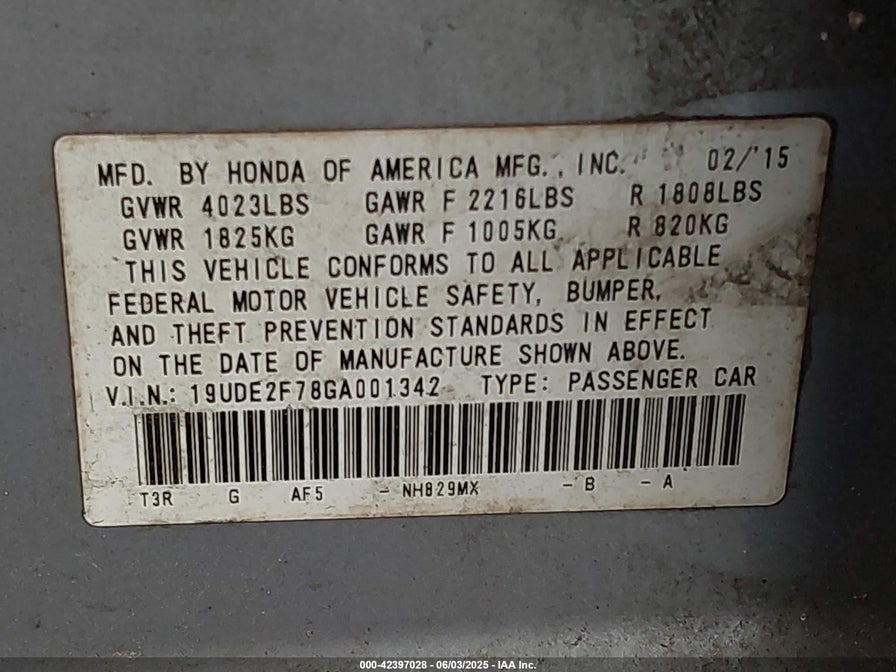 MFD. BY HONDA OF AMERICA MFG., INC. 02/'15
GVWR 4023LBS GAWR F 2216LBS R 1808LBS
GVWR 1825KG GAWR F 1005KG R 820KG
THIS VEHICLE CONFORMS TO ALL APPLICABLE
FEDERAL MOTOR VEHICLE SAFETY, BUMPER,
AND THEFT PREVENTION STANDARDS IN EFFECT
ON THE DATE OF MANUFACTURE SHOWN ABOVE.
V.I.N.: 19UDE2F78GA001342 TYPE: PASSENGER CAR
T3R G AF5 - NH829MX - B - A
000-42397028 - 06/03/2025 - IAA Inc.